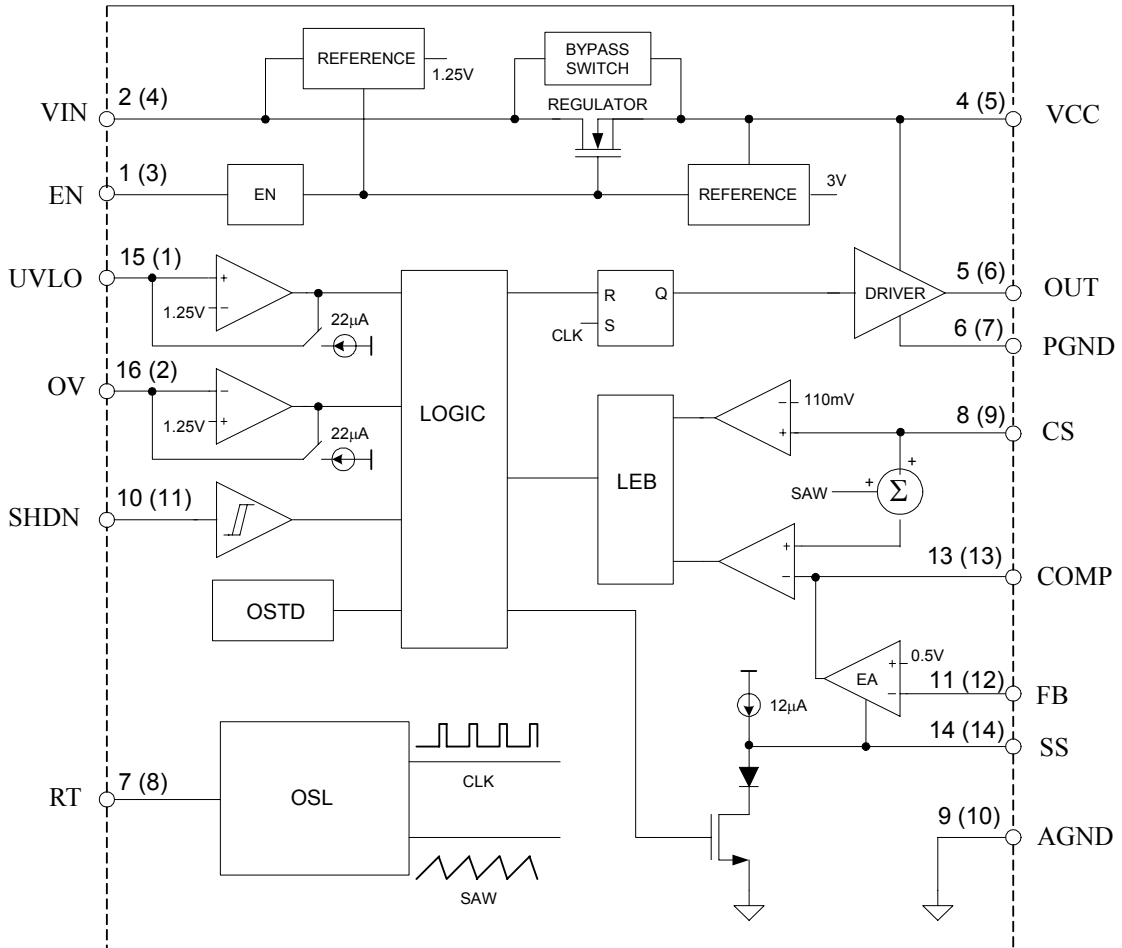 REFERENCE
1.25V
BYPASS
SWITCH
REGULATOR
VIN
2 (4)
4 (5)
VCC
EN
1 (3)
EN
REFERENCE
3V
UVLO
15 (1)
+
1.25V
−
22μA
R
Q
S
CLK
DRIVER
5 (6)
OUT
6 (7)
PGND
OV
16 (2)
−
1.25V
+
22μA
LOGIC
LEB
−
110mV
+
8 (9)
CS
+
+
SAW
Σ
SHDN
10 (11)
+
−
13 (13)
COMP
OSTD
EA
+
0.5V
−
11 (12)
FB
12μA
14 (14)
SS
RT
7 (8)
OSL
CLK
SAW
9 (10)
AGND